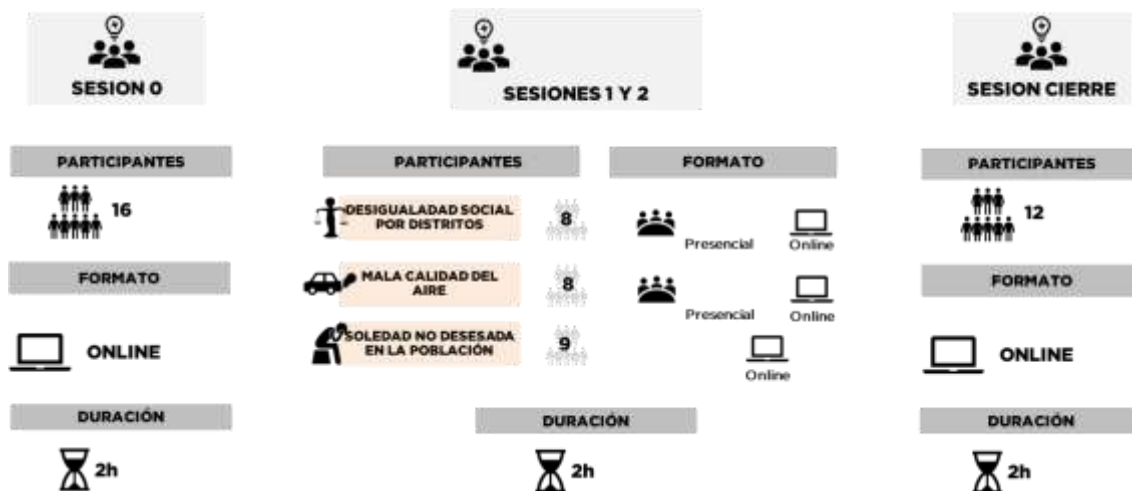 SESION 0
PARTICIPANTES
16
FORMATO
ONLINE
DURACIÓN
2h
SESIONES 1 Y 2
PARTICIPANTES
FORMATO
DESIGUALADAD SOCIAL
POR DISTRITOS
8
Presencial
Online
MALA CALIDAD DEL
AIRE
8
Presencial
Online
SOLEDAD NO DESESADA
EN LA POBLACIÓN
9
Online
DURACIÓN
2h
SESION CIERRE
PARTICIPANTES
12
FORMATO
ONLINE
DURACIÓN
2h